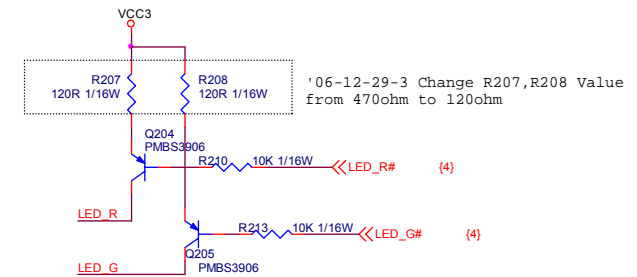 VCC3
R207
120R 1/16W
R208
120R 1/16W
'06-12-29-3 Change R207,R208 Value
from 470ohm to 120ohm
Q204
PMBS3906
R210
10K 1/16W
LED_R#
{4}
LED_R
R213
10K 1/16W
LED_G#
{4}
Q205
PMBS3906
LED_G